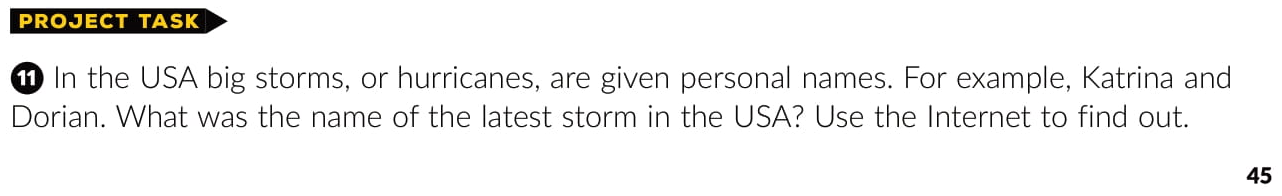 PROJECT TASK
11 In the USA big storms, or hurricanes, are given personal names. For example, Katrina and
Dorian. What was the name of the latest storm in the USA? Use the Internet to find out.
45